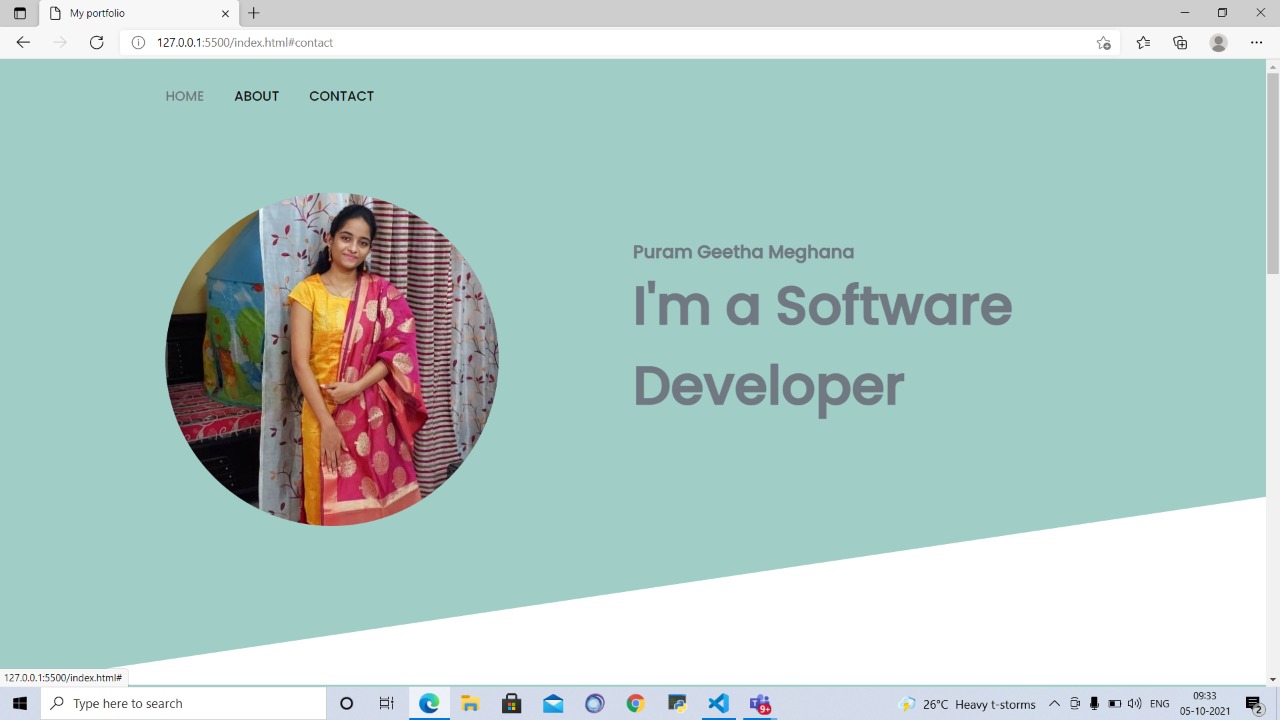 My portfolio
127.0.0.1:5500/index.html#contact
HOME ABOUT CONTACT
Puram Geetha Meghana
I'm a Software
Developer
127.0.0.1:5500/index.html#
Type here to search
9+
26°C Heavy t-storms
ENG
09:33
05-10-2021
2